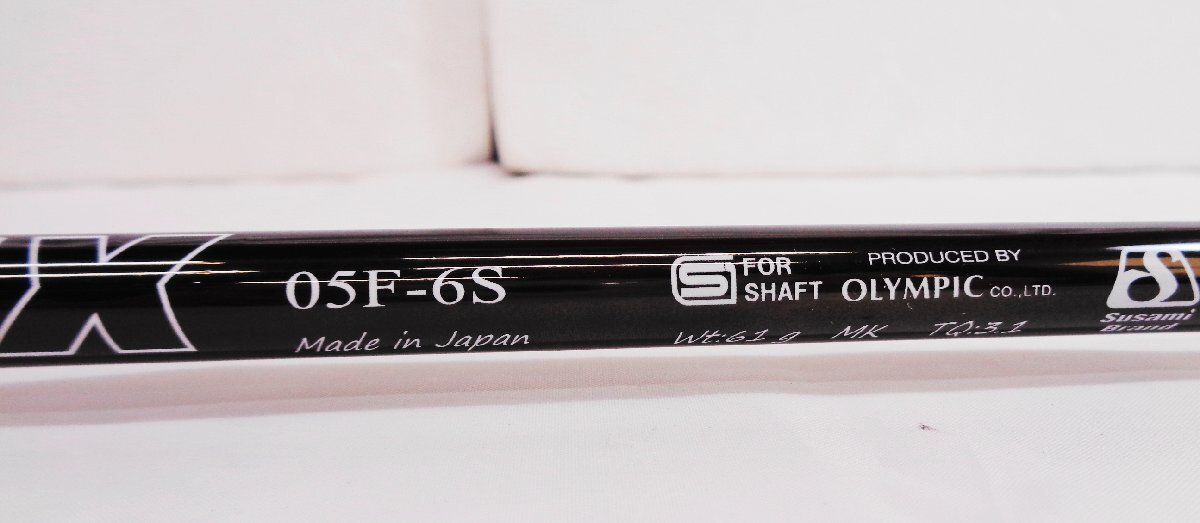 X
05F-6S
Made in Japan
S FOR SHAFT
PRODUCED BY
OLYMPIC CO.,LTD.
Wt:61 g MK TQ:3.1
S
Susami
Brand